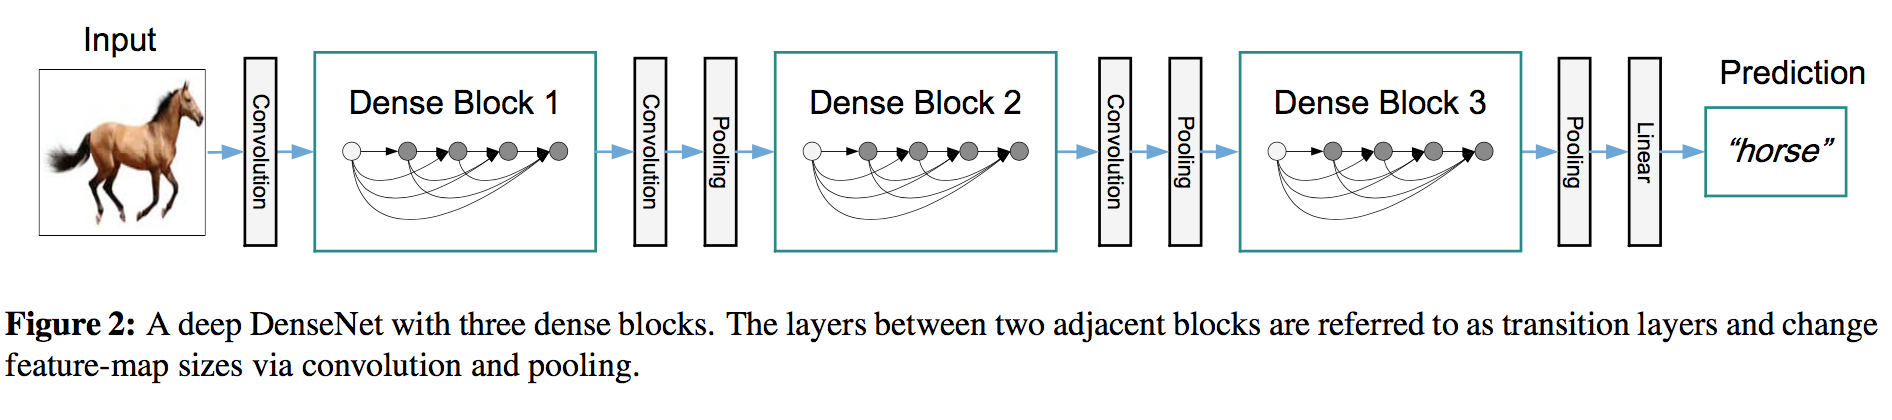 Input
Convolution
Dense Block 1
Convolution
Pooling
Dense Block 2
Convolution
Pooling
Dense Block 3
Pooling
Linear
Prediction
“horse”
Figure 2: A deep DenseNet with three dense blocks. The layers between two adjacent blocks are referred to as transition layers and change
feature-map sizes via convolution and pooling.